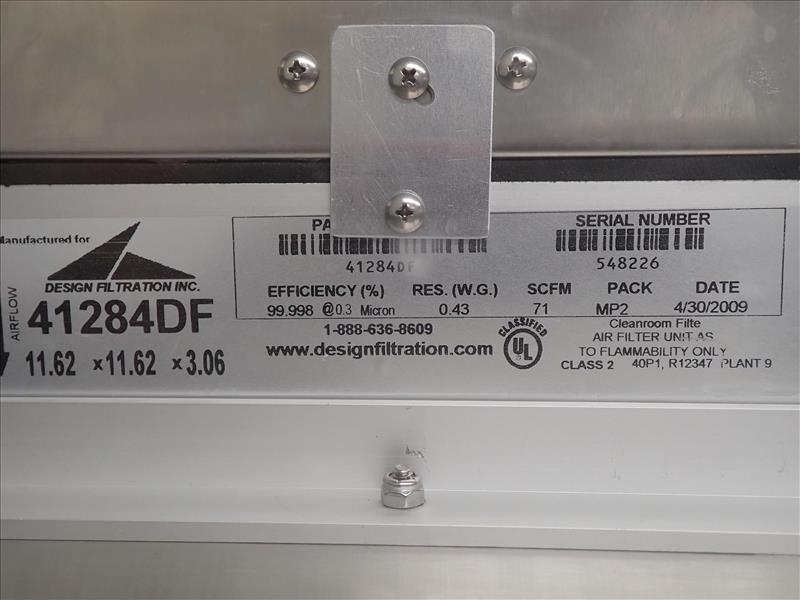 Manufactured for
DESIGN FILTRATION INC.
AIRFLOW
41284DF
11.62 x11.62 x3.06
SERIAL NUMBER
41284DF
548226
EFFICIENCY (%) RES. (W.G.) SCFM PACK DATE
99.998 @0.3 Micron 0.43 71 MP2 4/30/2009
1-888-636-8609
www.designfiltration.com
CLASSIFIED
UL
Cleanroom Filte
AIR FILTER UNIT AS
TO FLAMMABILITY ONLY
CLASS 2 40P1, R12347 PLANT 9